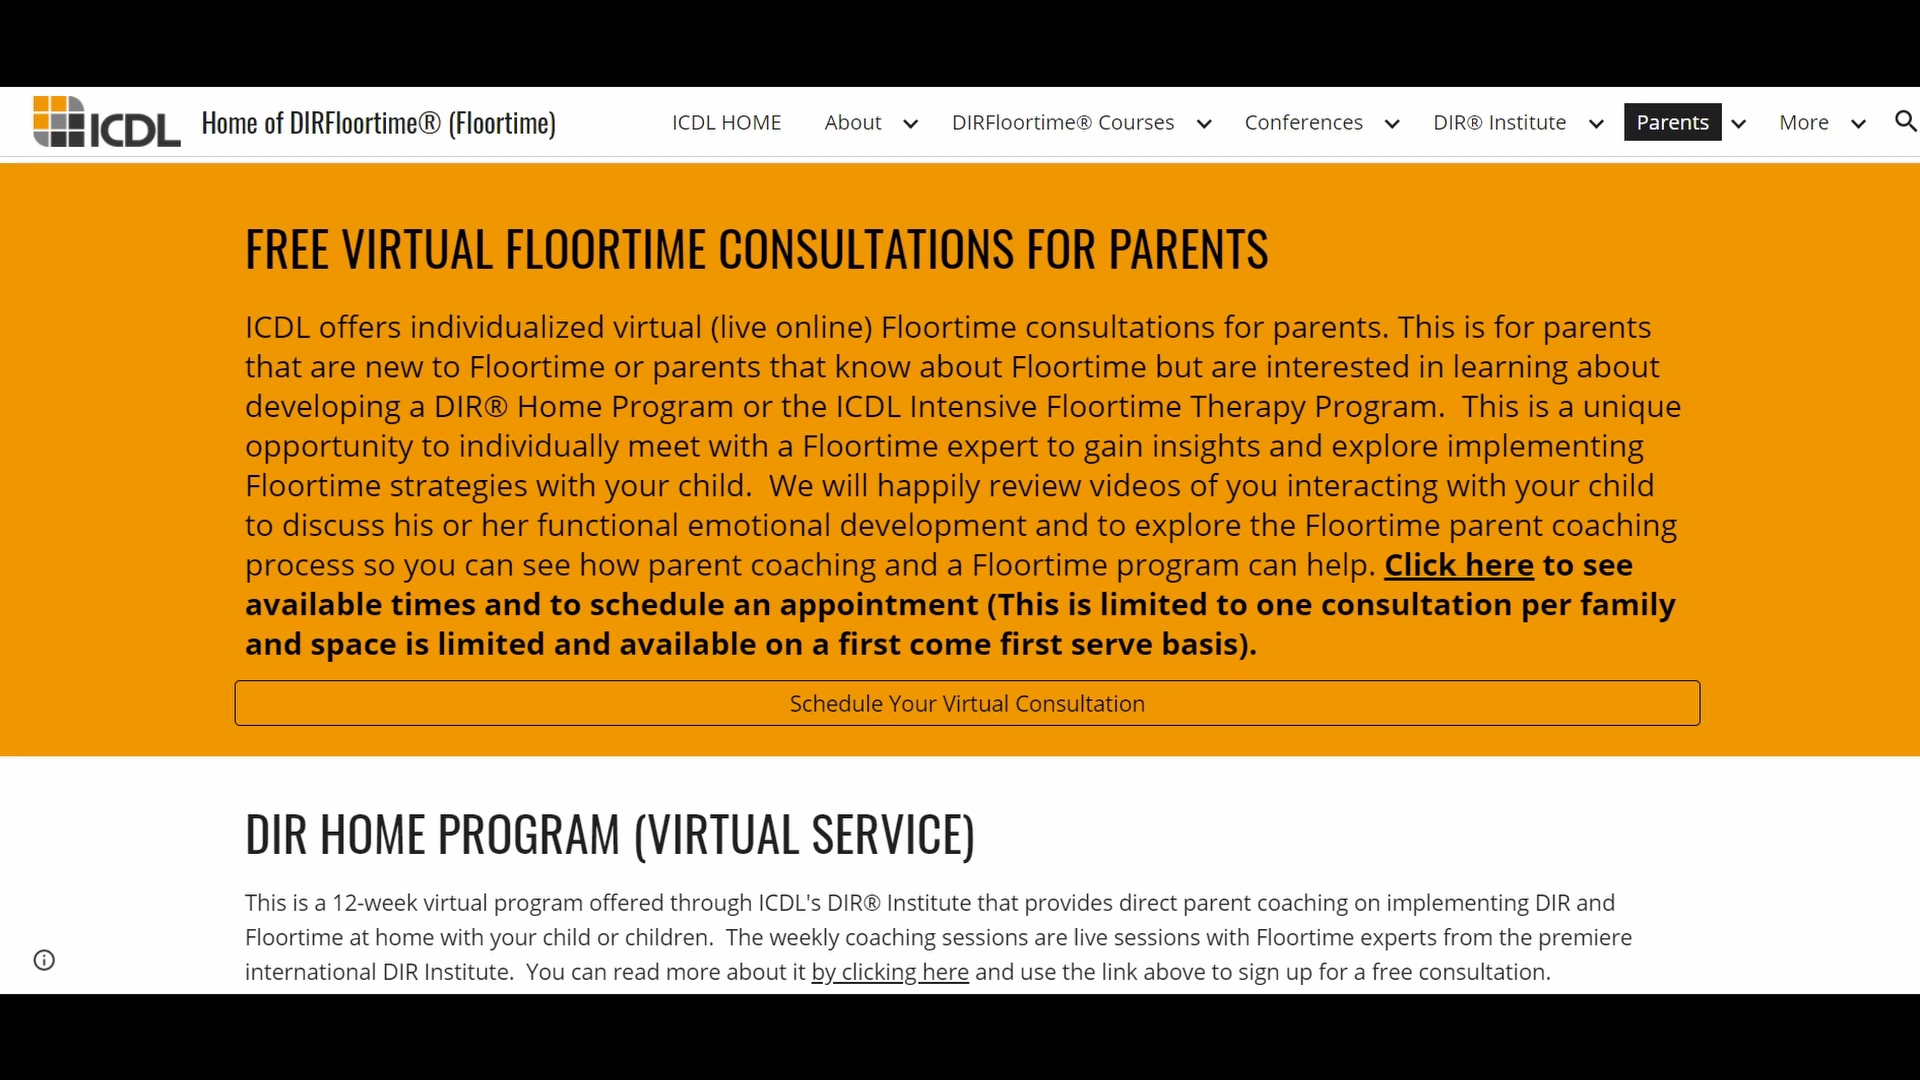 ICDL
Home of DIRFloortime® (Floortime)
ICDL HOME
About
DIRFloortime® Courses
Conferences
DIR® Institute
Parents
More
FREE VIRTUAL FLOORTIME CONSULTATIONS FOR PARENTS
ICDL offers individualized virtual (live online) Floortime consultations for parents. This is for parents
that are new to Floortime or parents that know about Floortime but are interested in learning about
developing a DIR® Home Program or the ICDL Intensive Floortime Therapy Program.  This is a unique
opportunity to individually meet with a Floortime expert to gain insights and explore implementing
Floortime strategies with your child.  We will happily review videos of you interacting with your child
to discuss his or her functional emotional development and to explore the Floortime parent coaching
process so you can see how parent coaching and a Floortime program can help. Click here to see
available times and to schedule an appointment (This is limited to one consultation per family
and space is limited and available on a first come first serve basis).
Schedule Your Virtual Consultation
DIR HOME PROGRAM (VIRTUAL SERVICE)
This is a 12-week virtual program offered through ICDL's DIR® Institute that provides direct parent coaching on implementing DIR and
Floortime at home with your child or children.  The weekly coaching sessions are live sessions with Floortime experts from the premiere
international DIR Institute.  You can read more about it by clicking here and use the link above to sign up for a free consultation.